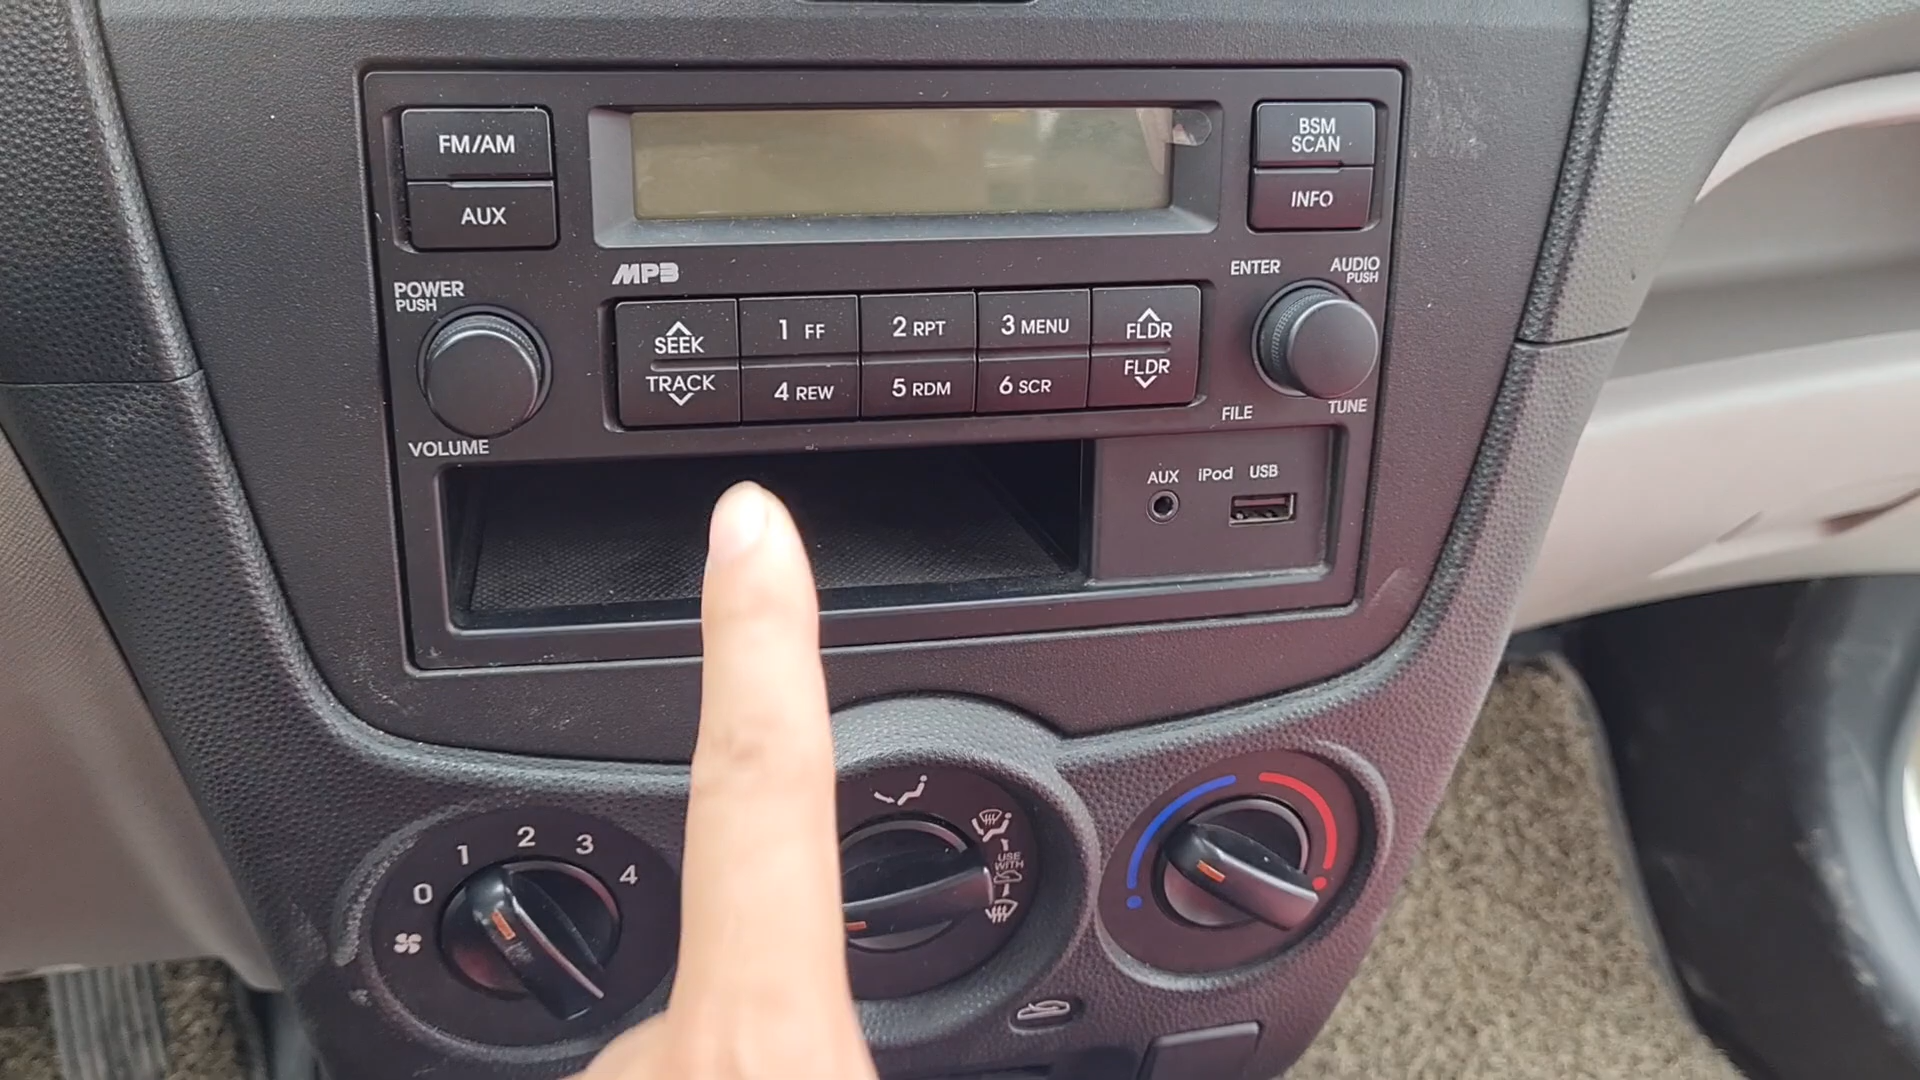 FM/AM
AUX
BSM
SCAN
INFO
MP3
POWER
PUSH
VOLUME
SEEK
TRACK
1 FF
2 RPT
3 MENU
FLDR
4 REW
5 RDM
6 SCR
FLDR
ENTER
AUDIO
PUSH
FILE
TUNE
AUX
iPod
USB
0
1
2
3
4
USE
WITH